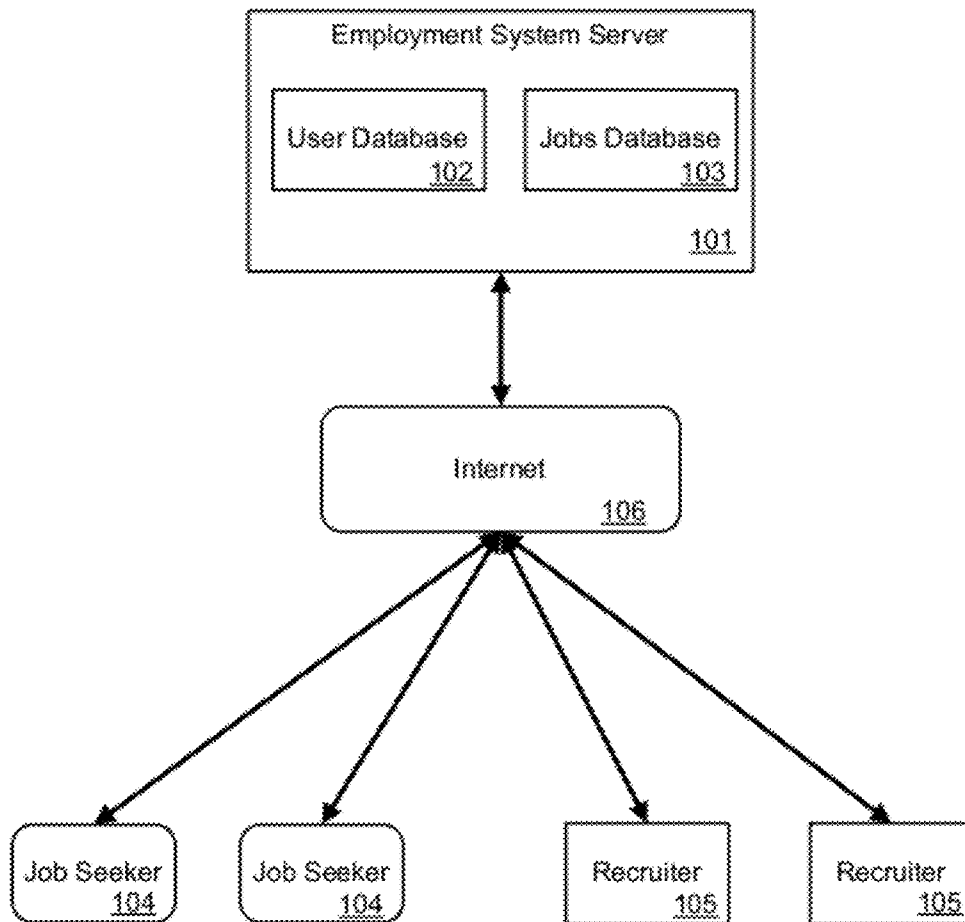 Employment System Server
User Database
102
Jobs Database
103
101
Internet
106
Job Seeker
104
Job Seeker
104
Recruiter
105
Recruiter
105